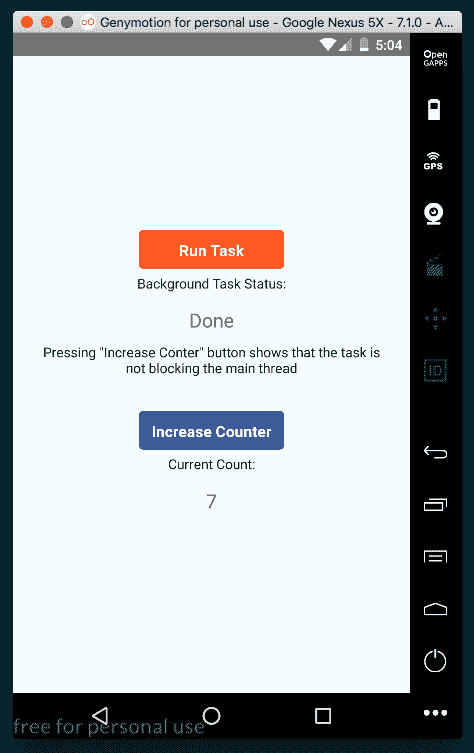 Genymotion for personal use - Google Nexus 5X - 7.1.0 - A...
5:04
Open
GAPPS
GPS
ID
Run Task
Background Task Status:
Done
Pressing "Increase Conter" button shows that the task is
not blocking the main thread
Increase Counter
Current Count:
7
free for personal use